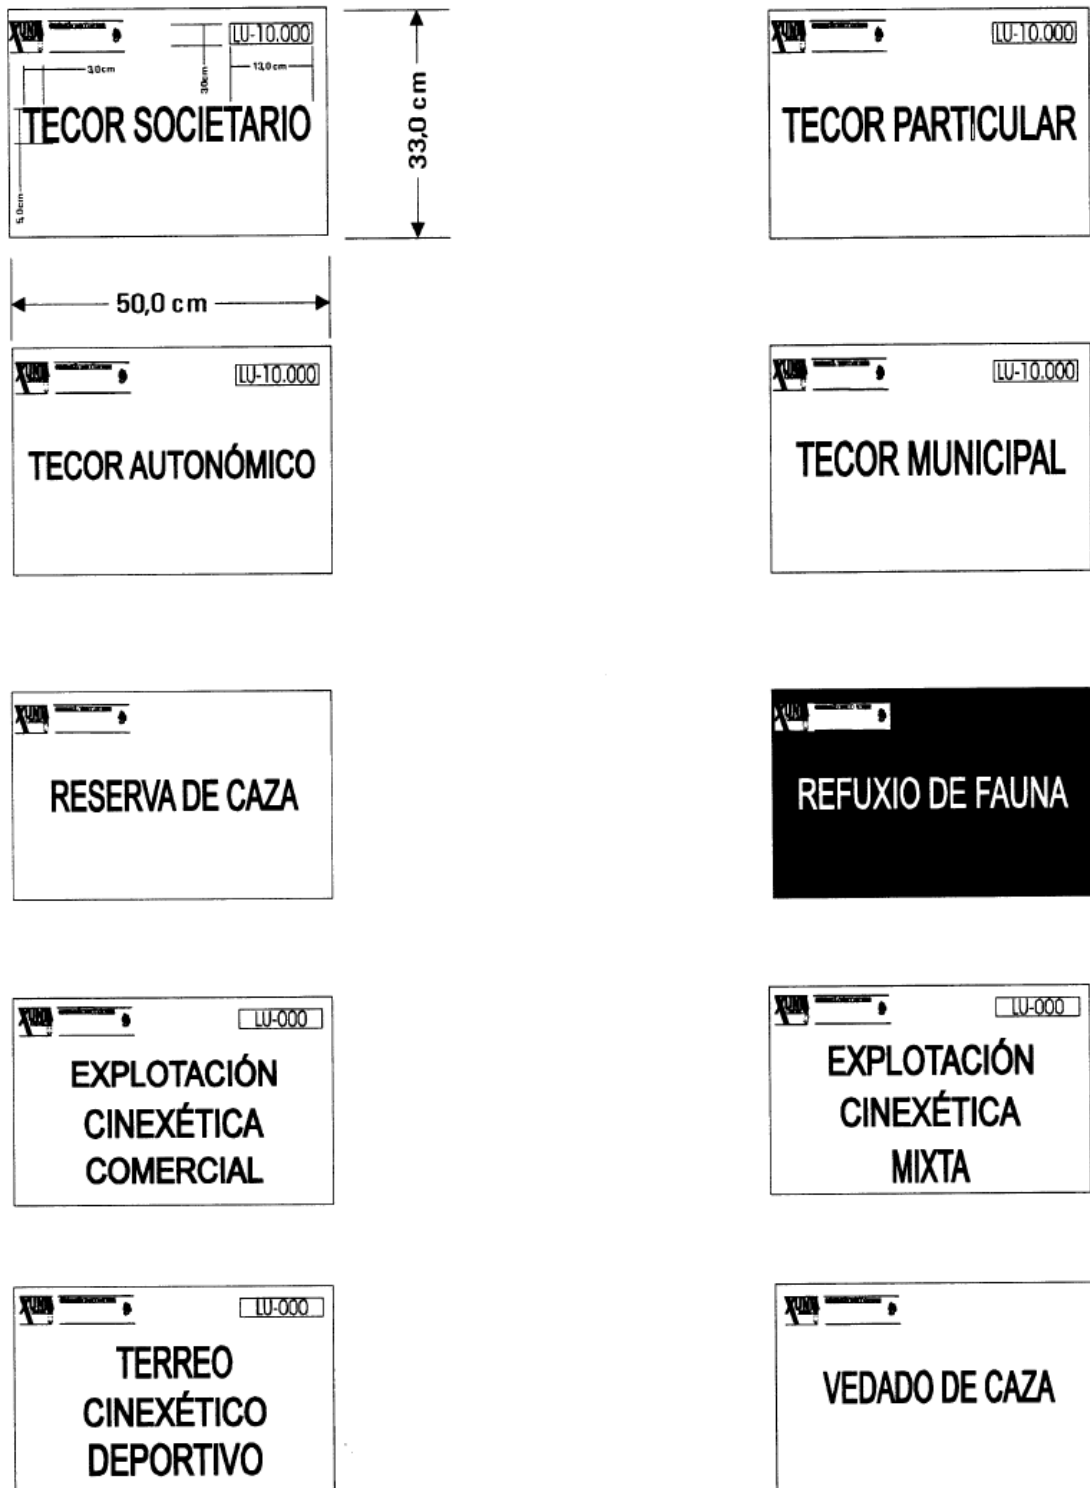 LU-10.000
3,0cm
3,0cm
13,0cm
TECOR SOCIETARIO
5,0cm
33,0 cm
50,0 cm
LU-10.000
TECOR PARTICULAR
LU-10.000
TECOR AUTONÓMICO
LU-10.000
TECOR MUNICIPAL
RESERVA DE CAZA
REFUXIO DE FAUNA
LU-000
EXPLOTACIÓN
CINEXÉTICA
COMERCIAL
LU-000
EXPLOTACIÓN
CINEXÉTICA
MIXTA
LU-000
TERREO
CINEXÉTICO
DEPORTIVO
VEDADO DE CAZA